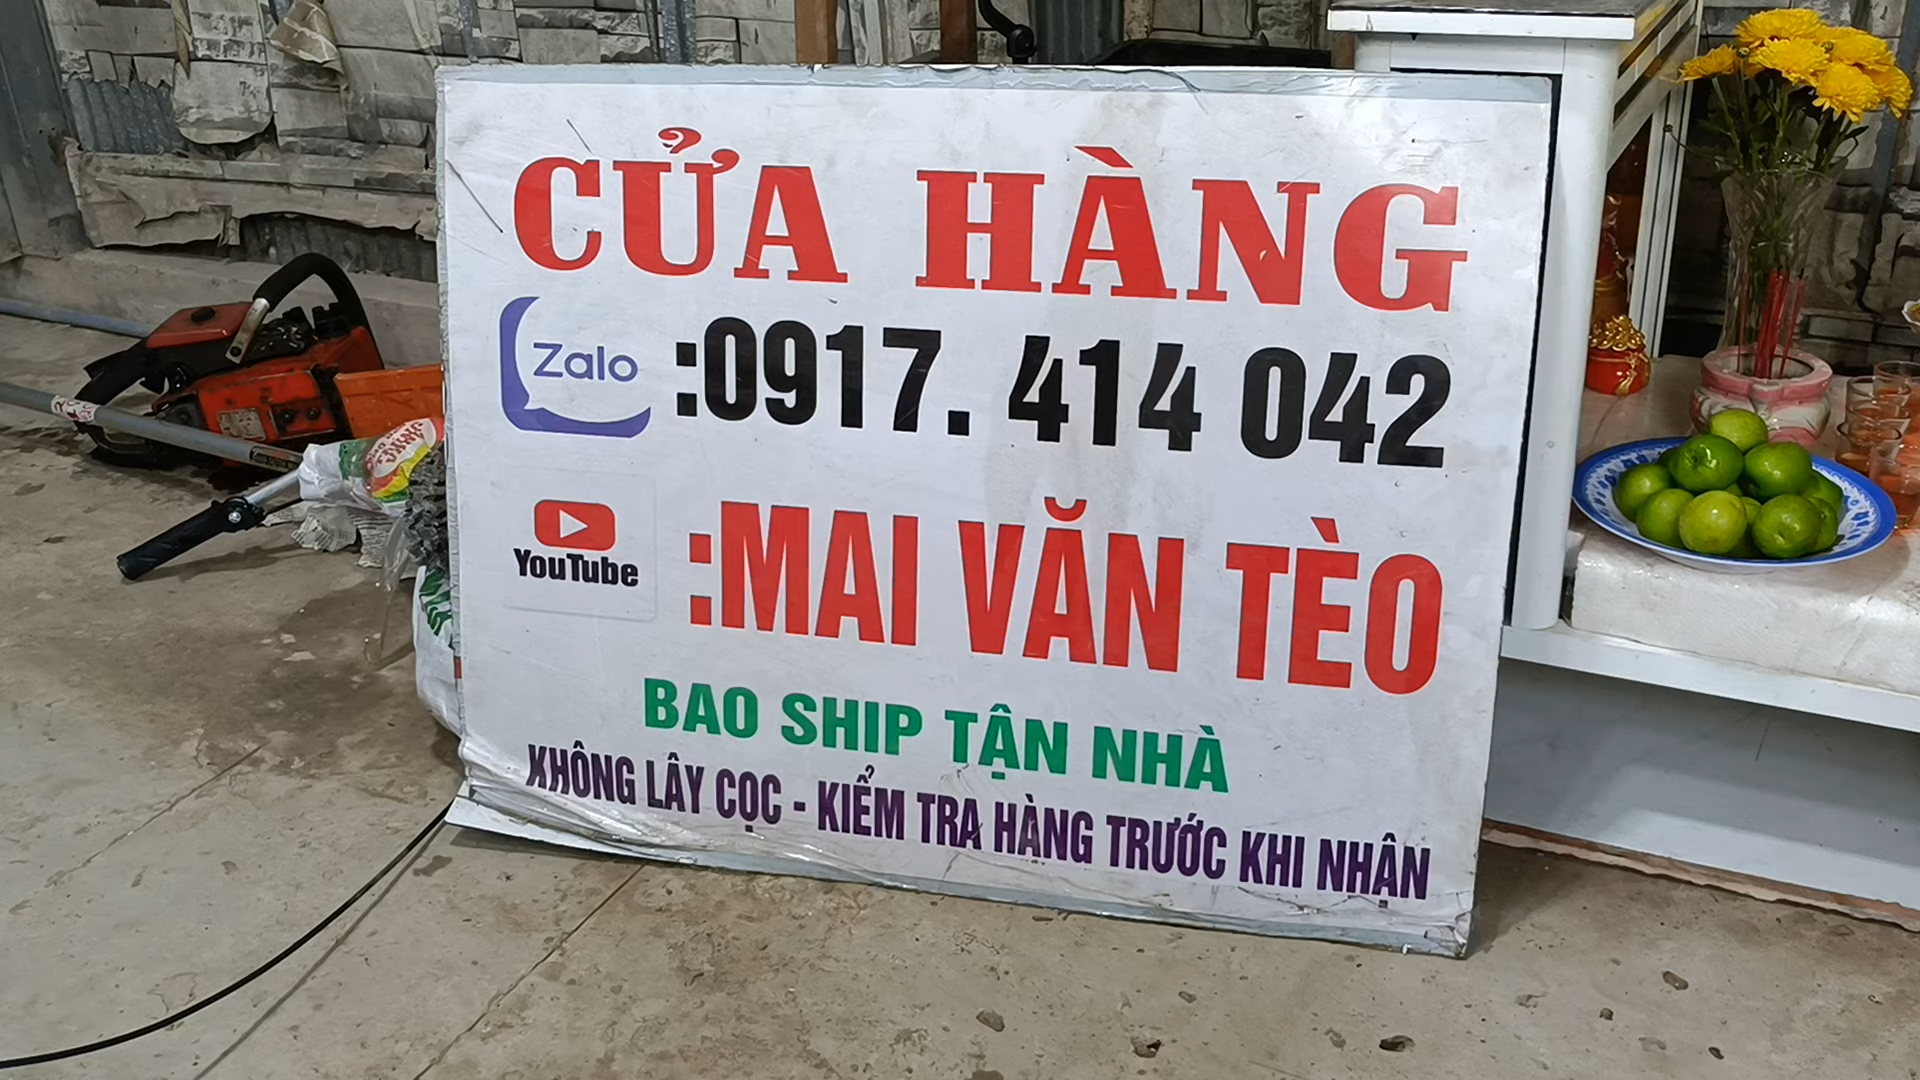 CỬA HÀNG
Zalo :0917. 414 042
YouTube :MAI VĂN TÈO
BAO SHIP TẬN NHÀ
KHÔNG LẤY CỌC - KIỂM TRA HÀNG TRƯỚC KHI NHẬN